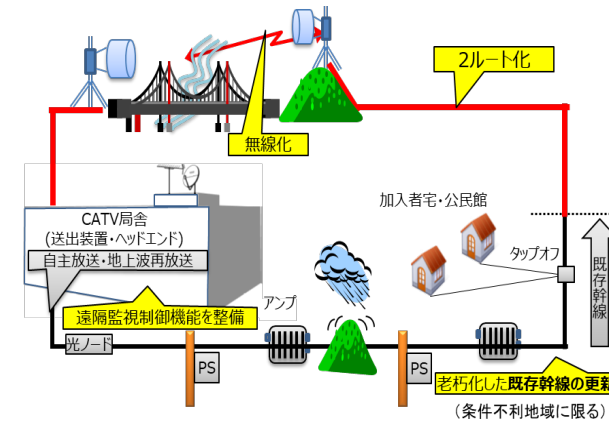 2ルート化
無線化
CATV局舎
(送出装置・ヘッドエンド)
自主放送・地上波再放送
遠隔監視制御機能を整備
加入者宅・公民館
タップオフ
既存幹線
アンプ
光ノード
PS
PS
老朽化した既存幹線の更新
(条件不利地域に限る)